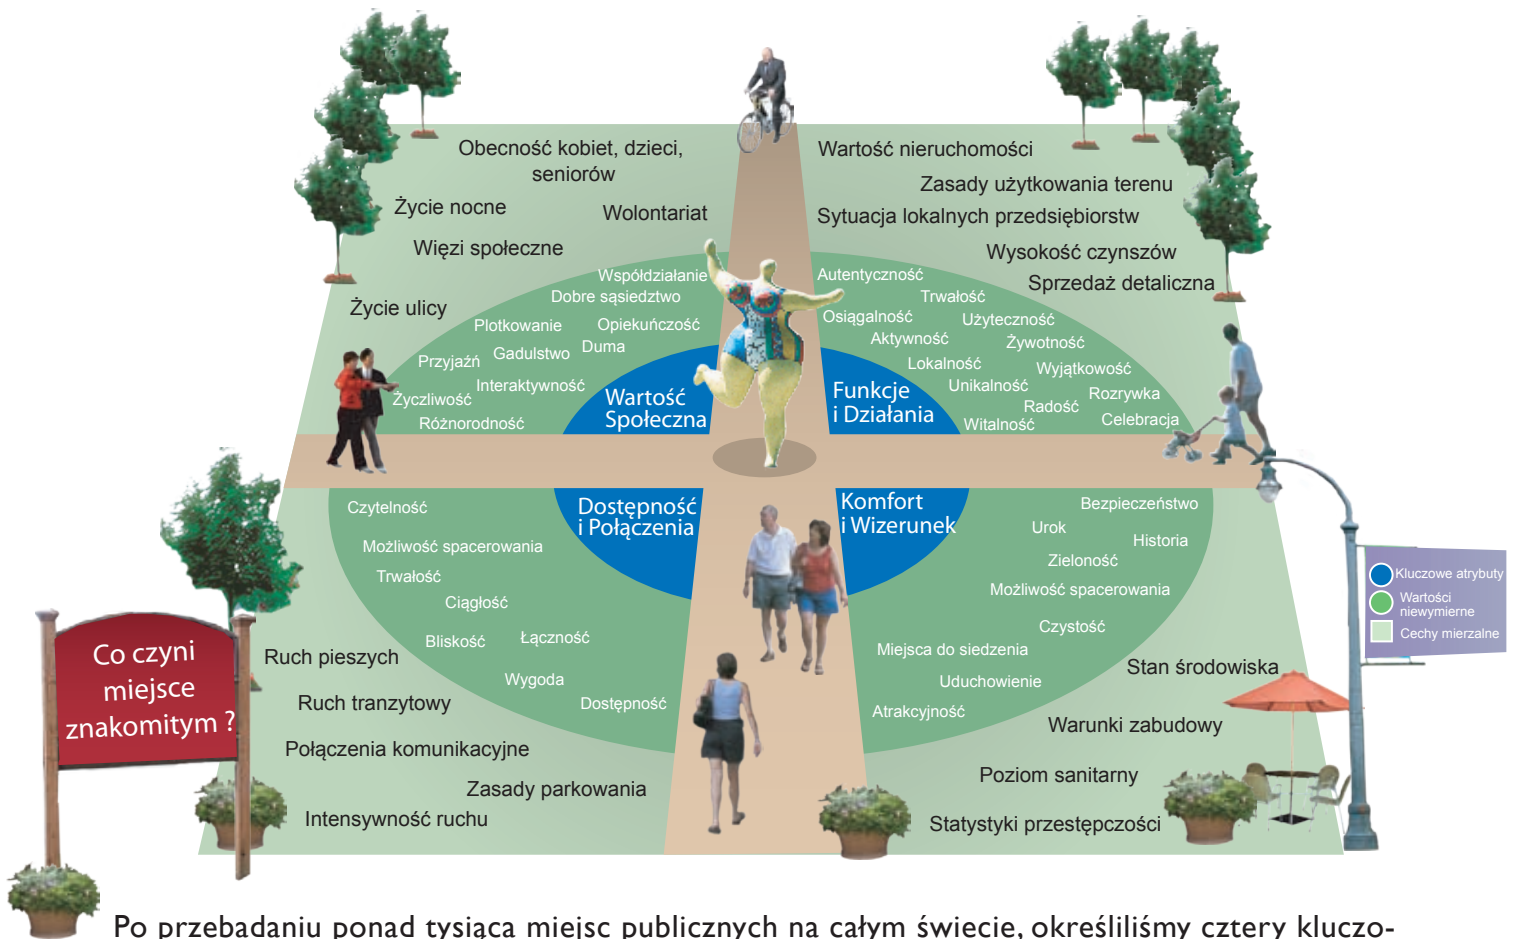 Obecność kobiet, dzieci,
seniorów
Życie nocne
Wolontariat
Więzi społeczne
Życie ulicy
Współdziałanie
Dobre sąsiedztwo
Plotkowanie
Opiekuńczość
Duma
Gadulstwo
Przyjaźń
Interaktywność
Życzliwość
Różnorodność
Wartość
Społeczna
Wartość nieruchomości
Zasady użytkowania terenu
Sytuacja lokalnych przedsiębiorstw
Wysokość czynszów
Sprzedaż detaliczna
Autentyczność
Trwałość
Osiągalność
Użyteczność
Aktywność
Żywotność
Lokalność
Wyjątkowość
Unikalność
Rozrywka
Radość
Witalność
Celebracja
Funkcje
i Działania
Dostępność
i Połączenia
Czytelność
Możliwość spacerowania
Trwałość
Ciągłość
Bliskość
Łączność
Wygoda
Dostępność
Ruch pieszych
Ruch tranzytowy
Połączenia komunikacyjne
Zasady parkowania
Intensywność ruchu
Komfort
i Wizerunek
Bezpieczeństwo
Urok
Historia
Zieloność
Możliwość spacerowania
Czystość
Miejsca do siedzenia
Uduchowienie
Atrakcyjność
Stan środowiska
Warunki zabudowy
Poziom sanitarny
Statystyki przestępczości
Kluczowe atrybuty
Wartości
niewymierne
Cechy mierzalne
Co czyni
miejsce
znakomitym ?
Po przebadaniu ponad tysiąca miejsc publicznych na całym świecie, określiliśmy cztery kluczo-